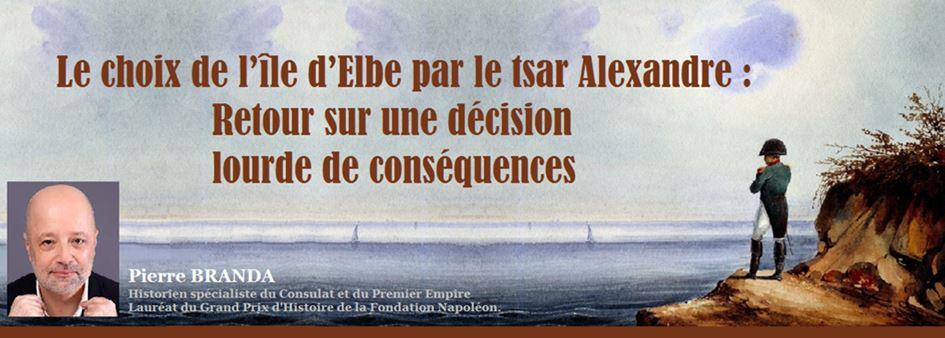 Le choix de l'île d'Elbe par le tsar Alexandre :
Retour sur une décision
lourde de conséquences
Pierre BRANDA
Historien spécialiste du Consulat et du Premier Empire
Lauréat du Grand Prix d'Histoire de la Fondation Napoléon.